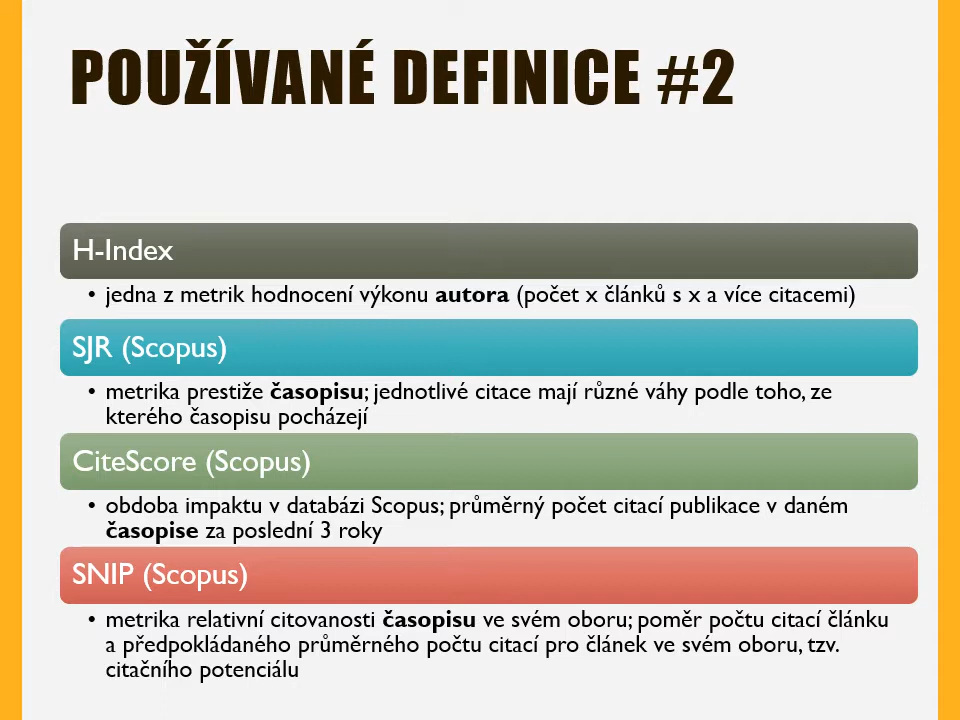 POUŽÍVANÉ DEFINICE #2
H-Index
• jedna z metrik hodnocení výkonu autora (počet x článků s x a více citacemi)
SJR (Scopus)
• metrika prestiže časopisu; jednotlivé citace mají různé váhy podle toho, ze
kterého časopisu pocházejí
CiteScore (Scopus)
• obdoba impaktu v databázi Scopus; průměrný počet citací publikace v daném
časopise za poslední 3 roky
SNIP (Scopus)
• metrika relativní citovanosti časopisu ve svém oboru; poměr počtu citací článku
a předpokládaného průměrného počtu citací pro článek ve svém oboru, tzv.
citačního potenciálu